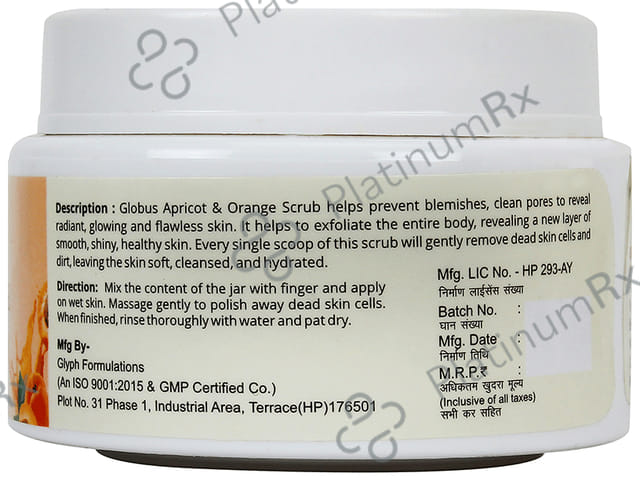 Description : Globus Apricot & Orange Scrub helps prevent blemishes, clean pores to reveal
radiant, glowing and flawless skin. It helps to exfoliate the entire body, revealing a new layer of
smooth, shiny, healthy skin. Every single scoop of this scrub will gently remove dead skin cells and
dirt, leaving the skin soft, cleansed, and hydrated.
Direction: Mix the content of the jar with finger and apply
on wet skin. Massage gently to polish away dead skin cells.
When finished, rinse thoroughly with water and pat dry.
Mfg By-
Glyph Formulations
(An ISO 9001:2015 & GMP Certified Co.)
Plot No. 31 Phase 1, Industrial Area, Terrace(HP)176501
Mfg. LIC No. - HP 293-AY
निर्माण लाईसेंस संख्या
Batch No. :
घान संख्या
Mfg. Date :
निर्माण तिथि
M.R.P.₹ :
अधिकतम खुदरा मूल्य
(Inclusive of all taxes)
सभी कर सहित
PlatinumRx
PlatinumRx
PlatinumRx